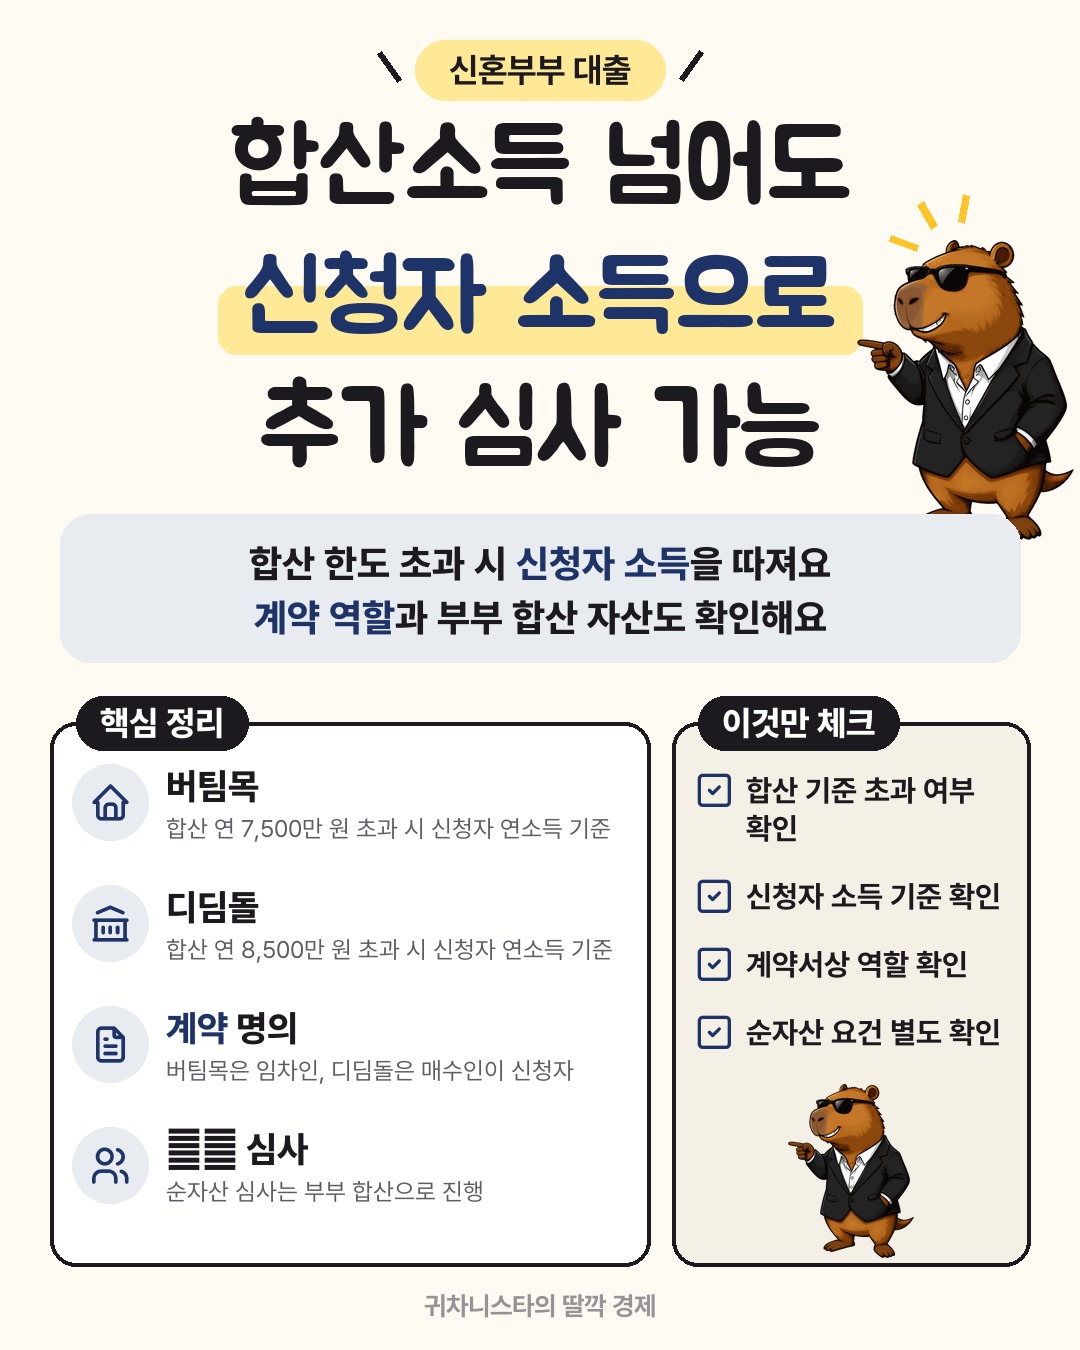 신혼부부 대출
합산소득 넘어도
신청자 소득으로
추가 심사 가능
합산 한도 초과 시 신청자 소득을 따져요
계약 역할과 부부 합산 자산도 확인해요
핵심 정리
버팀목
합산 연 7,500만 원 초과 시 신청자 연소득 기준
디딤돌
합산 연 8,500만 원 초과 시 신청자 연소득 기준
계약 명의
버팀목은 임차인, 디딤돌은 매수인이 신청자
심사
순자산 심사는 부부 합산으로 진행
이것만 체크
합산 기준 초과 여부
확인
신청자 소득 기준 확인
계약서상 역할 확인
순자산 요건 별도 확인
귀차니스타의 딸깍 경제